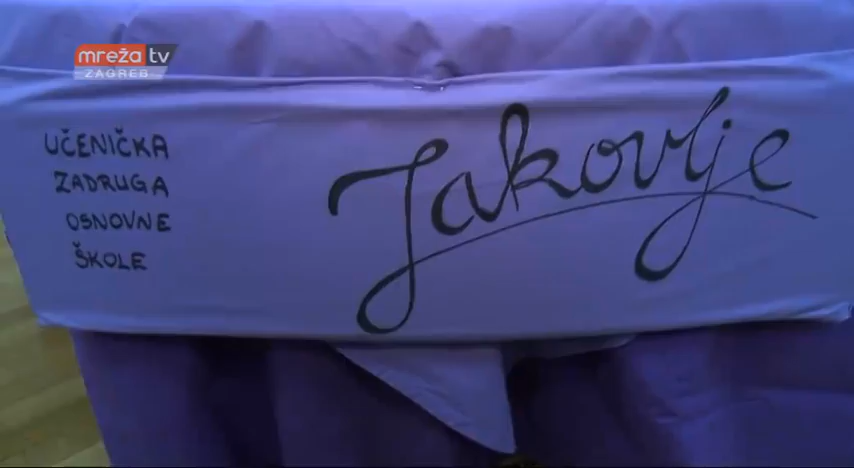 mreža tv
ZAGREB
UČENIČKA
ZADRUGA
OSNOVNE
ŠKOLE
Jakovlje